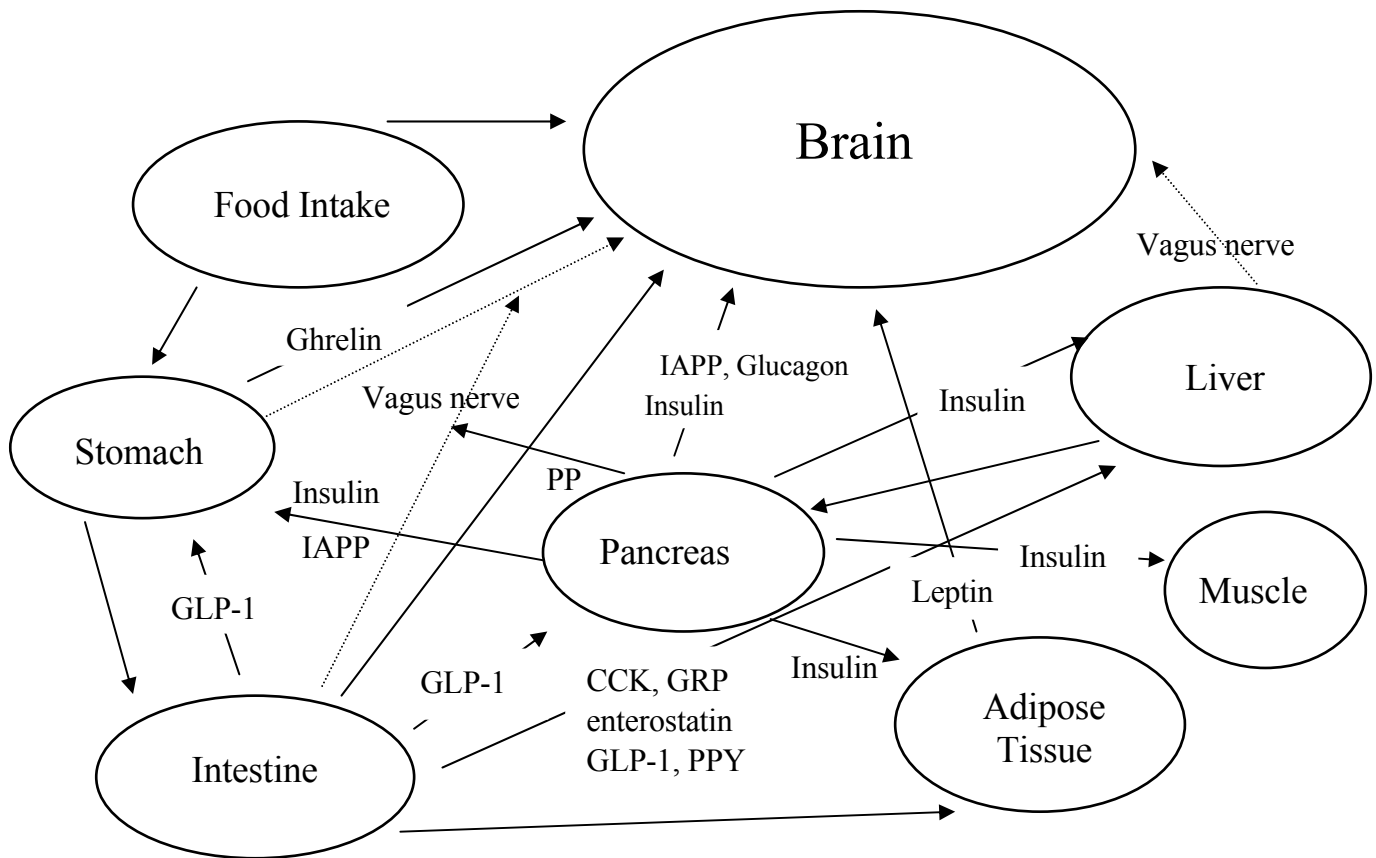 Brain
Food Intake
Vagus nerve
Ghrelin
IAPP, Glucagon
Insulin
Vagus nerve
Insulin
Liver
Stomach
PP
Insulin
IAPP
Pancreas
Insulin
Muscle
Leptin
GLP-1
GLP-1
CCK, GRP
enterostatin
GLP-1, PPY
Insulin
Adipose
Tissue
Intestine